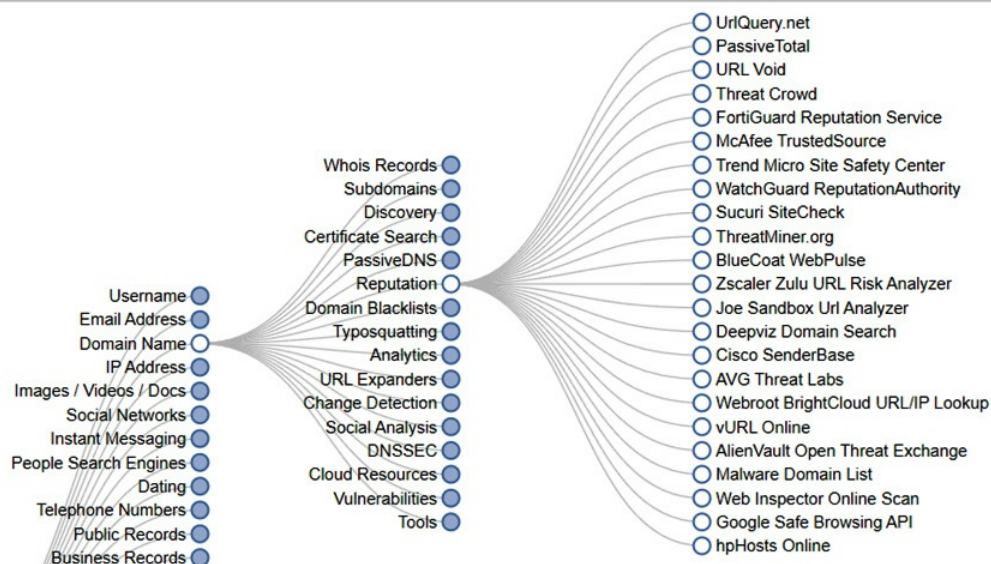 Username
Email Address
Domain Name
IP Address
Images / Videos / Docs
Social Networks
Instant Messaging
People Search Engines
Dating
Telephone Numbers
Public Records
Business Records
Whois Records
Subdomains
Discovery
Certificate Search
PassiveDNS
Reputation
Domain Blacklists
Typosquatting
Analytics
URL Expanders
Change Detection
Social Analysis
DNSSEC
Cloud Resources
Vulnerabilities
Tools
UrlQuery.net
PassiveTotal
URL Void
Threat Crowd
FortiGuard Reputation Service
McAfee TrustedSource
Trend Micro Site Safety Center
WatchGuard ReputationAuthority
Sucuri SiteCheck
ThreatMiner.org
BlueCoat WebPulse
Zscaler Zulu URL Risk Analyzer
Joe Sandbox Url Analyzer
Deepviz Domain Search
Cisco SenderBase
AVG Threat Labs
Webroot BrightCloud URL/IP Lookup
vURL Online
AlienVault Open Threat Exchange
Malware Domain List
Web Inspector Online Scan
Google Safe Browsing API
hpHosts Online